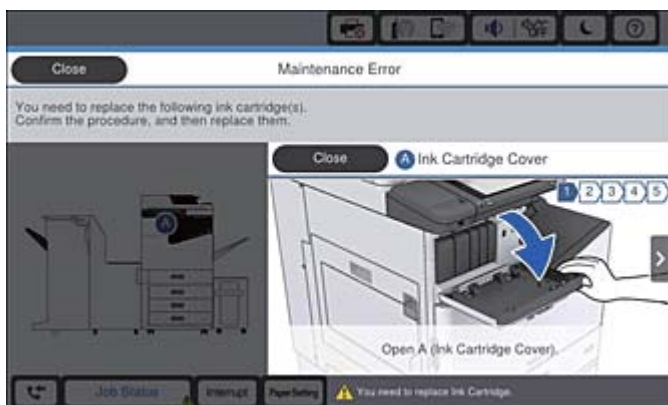 OFF
Close
Maintenance Error
You need to replace the following ink cartridge(s).
Confirm the procedure, and then replace them.
Close
A Ink Cartridge Cover
1 2 3 4 5
A
Open A (Ink Cartridge Cover).
Job Status
Interrupt
Paper Setting
You need to replace Ink Cartridge.